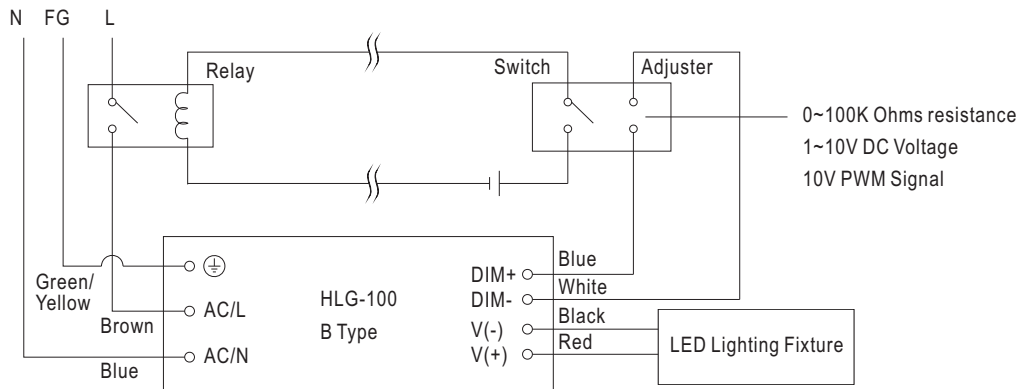 N FG L
Relay
Switch
Adjuster
0~100K Ohms resistance
1~10V DC Voltage
10V PWM Signal
Green/
Yellow
Brown
Blue
AC/L
AC/N
HLG-100
B Type
DIM+
DIM-
V(-)
V(+)
Blue
White
Black
Red
LED Lighting Fixture